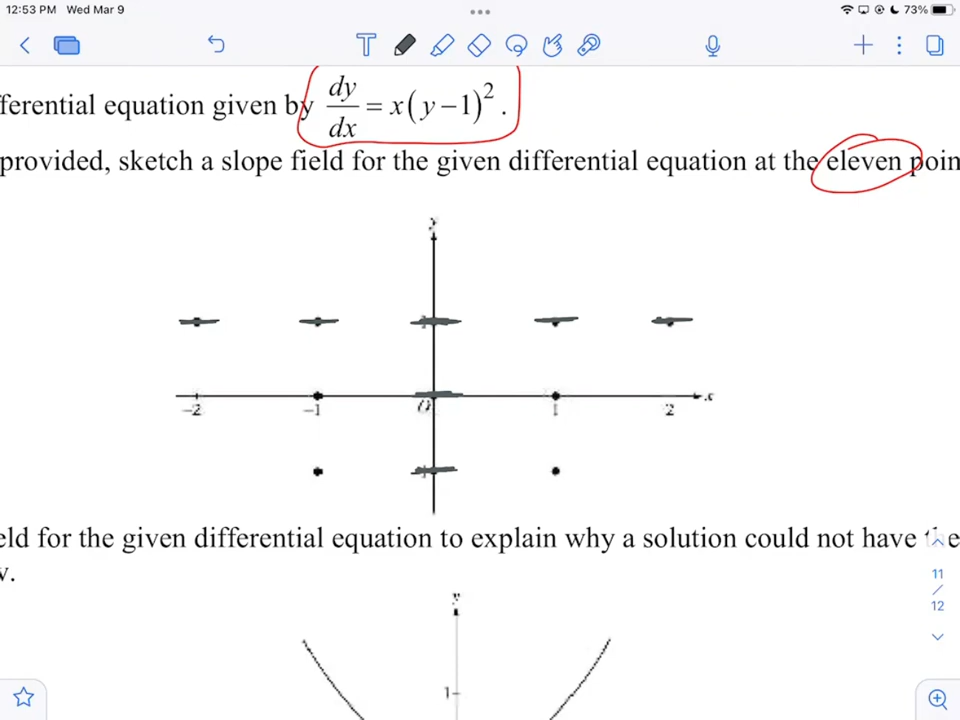 12:53 PM Wed Mar 9
73%
T
fferential equation given by dy/dx = x(y−1)².
provided, sketch a slope field for the given differential equation at the eleven poin
y
-2 -1 O 1 2 x
eld for the given differential equation to explain why a solution could not have the
v.
11
/
12
y
1